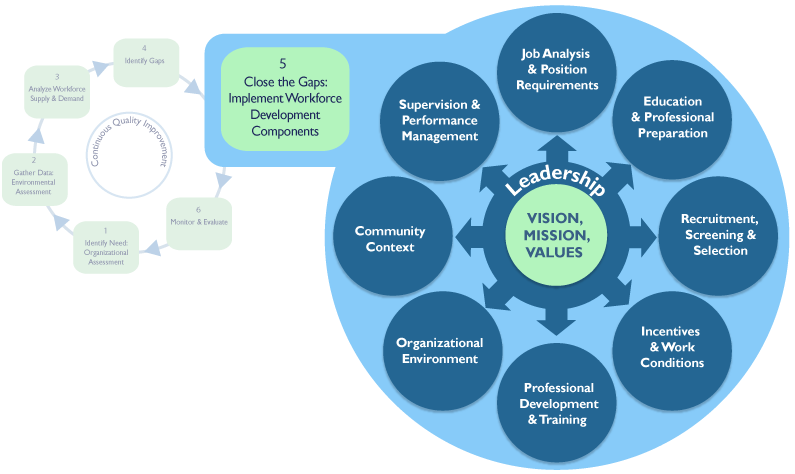 4
Identify Gaps
3
Analyze Workforce
Supply & Demand
Continuous Quality Improvement
2
Gather Data:
Environmental
Assessment
1
Identify Need:
Organizational
Assessment
6
Monitor & Evaluate
5
Close the Gaps:
Implement Workforce
Development
Components
Job Analysis
& Position
Requirements
Education
& Professional
Preparation
Recruitment,
Screening &
Selection
Incentives
& Work
Conditions
Professional
Development
& Training
Organizational
Environment
Community
Context
Supervision &
Performance
Management
Leadership
VISION,
MISSION,
VALUES